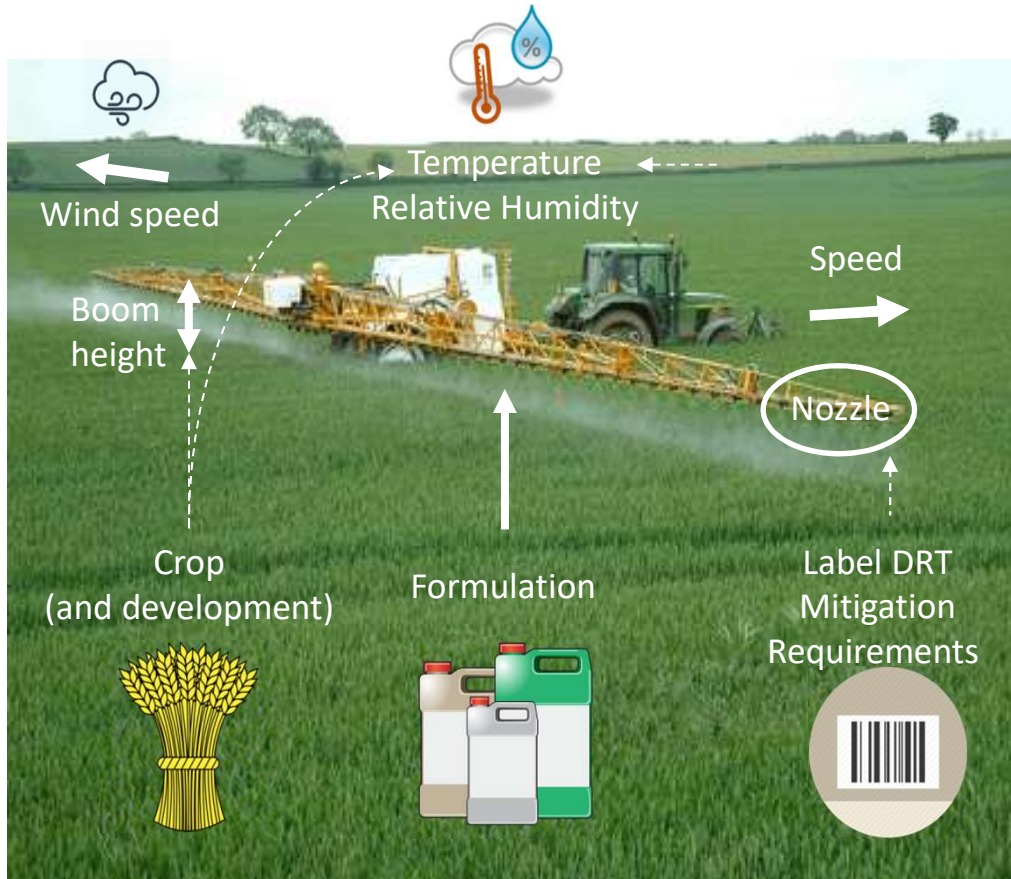 %
Temperature
Relative Humidity
Wind speed
Speed
Boom
height
Nozzle
Crop
(and development)
Formulation
Label DRT
Mitigation
Requirements